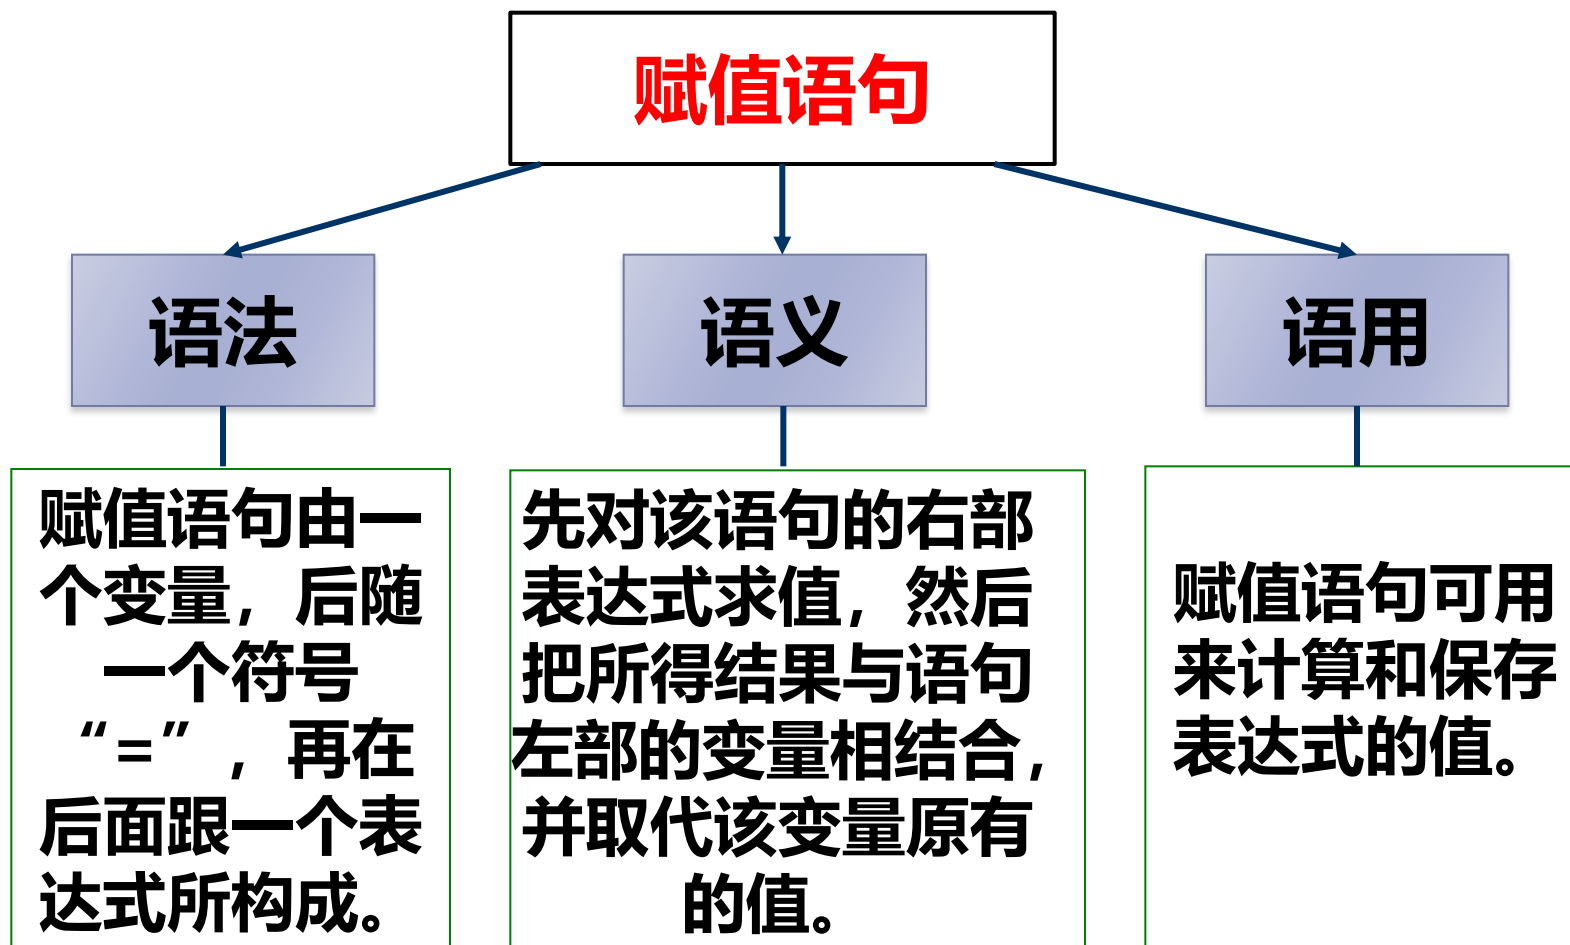 赋值语句
语法
语义
语用
赋值语句由一
个变量，后随
一个符号
“=”，再在
后面跟一个表
达式所构成。
先对该语句的右部
表达式求值，然后
把所得结果与语句
左部的变量相结合，
并取代该变量原有
的值。
赋值语句可用
来计算和保存
表达式的值。